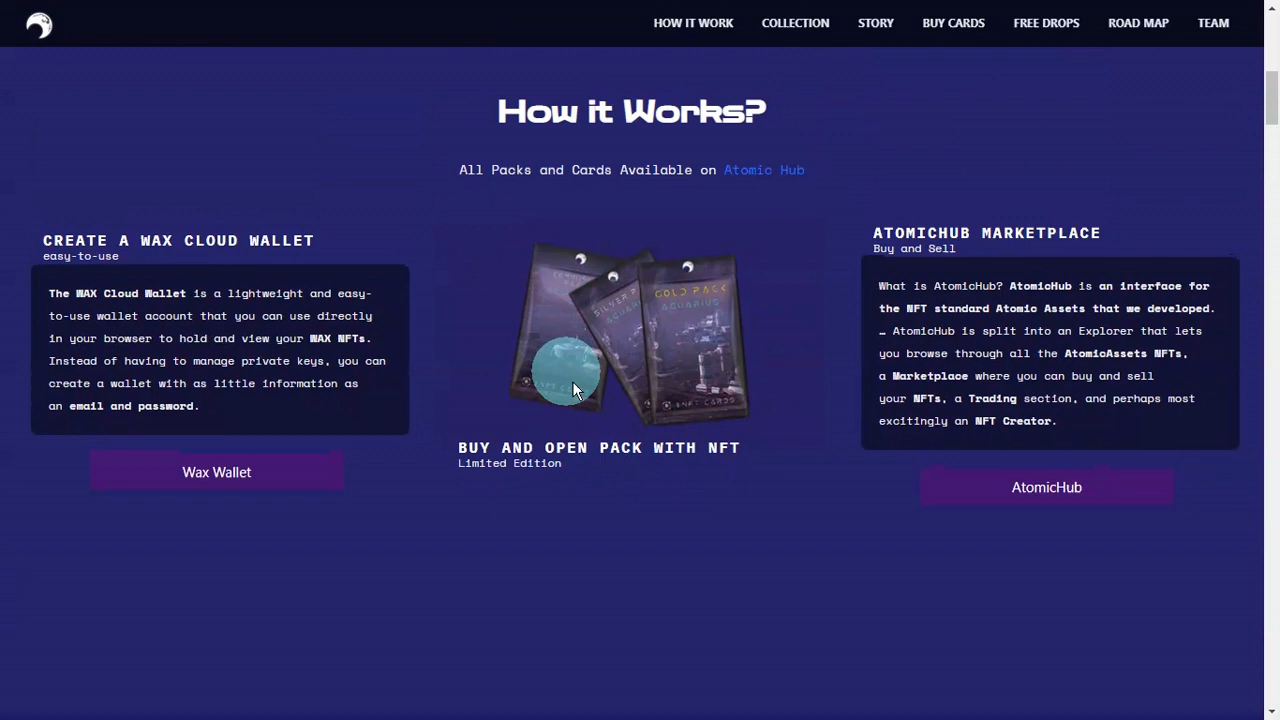 HOW IT WORK
COLLECTION
STORY
BUY CARDS
FREE DROPS
ROAD MAP
TEAM
How it Works?
All Packs and Cards Available on Atomic Hub
CREATE A WAX CLOUD WALLET
easy-to-use
The WAX Cloud Wallet is a lightweight and easy-
to-use wallet account that you can use directly
in your browser to hold and view your WAX NFTs.
Instead of having to manage private keys, you can
create a wallet with as little information as
an email and password.
Wax Wallet
SILVER P
GOLD PACK
AQUARIUS
BUY AND OPEN PACK WITH NFT
Limited Edition
ATOMICHUB MARKETPLACE
Buy and Sell
What is AtomicHub? AtomicHub is an interface for
the NFT standard Atomic Assets that we developed.
… AtomicHub is split into an Explorer that lets
you browse through all the AtomicAssets NFTs,
a Marketplace where you can buy and sell
your NFTs, a Trading section, and perhaps most
excitingly an NFT Creator.
AtomicHub